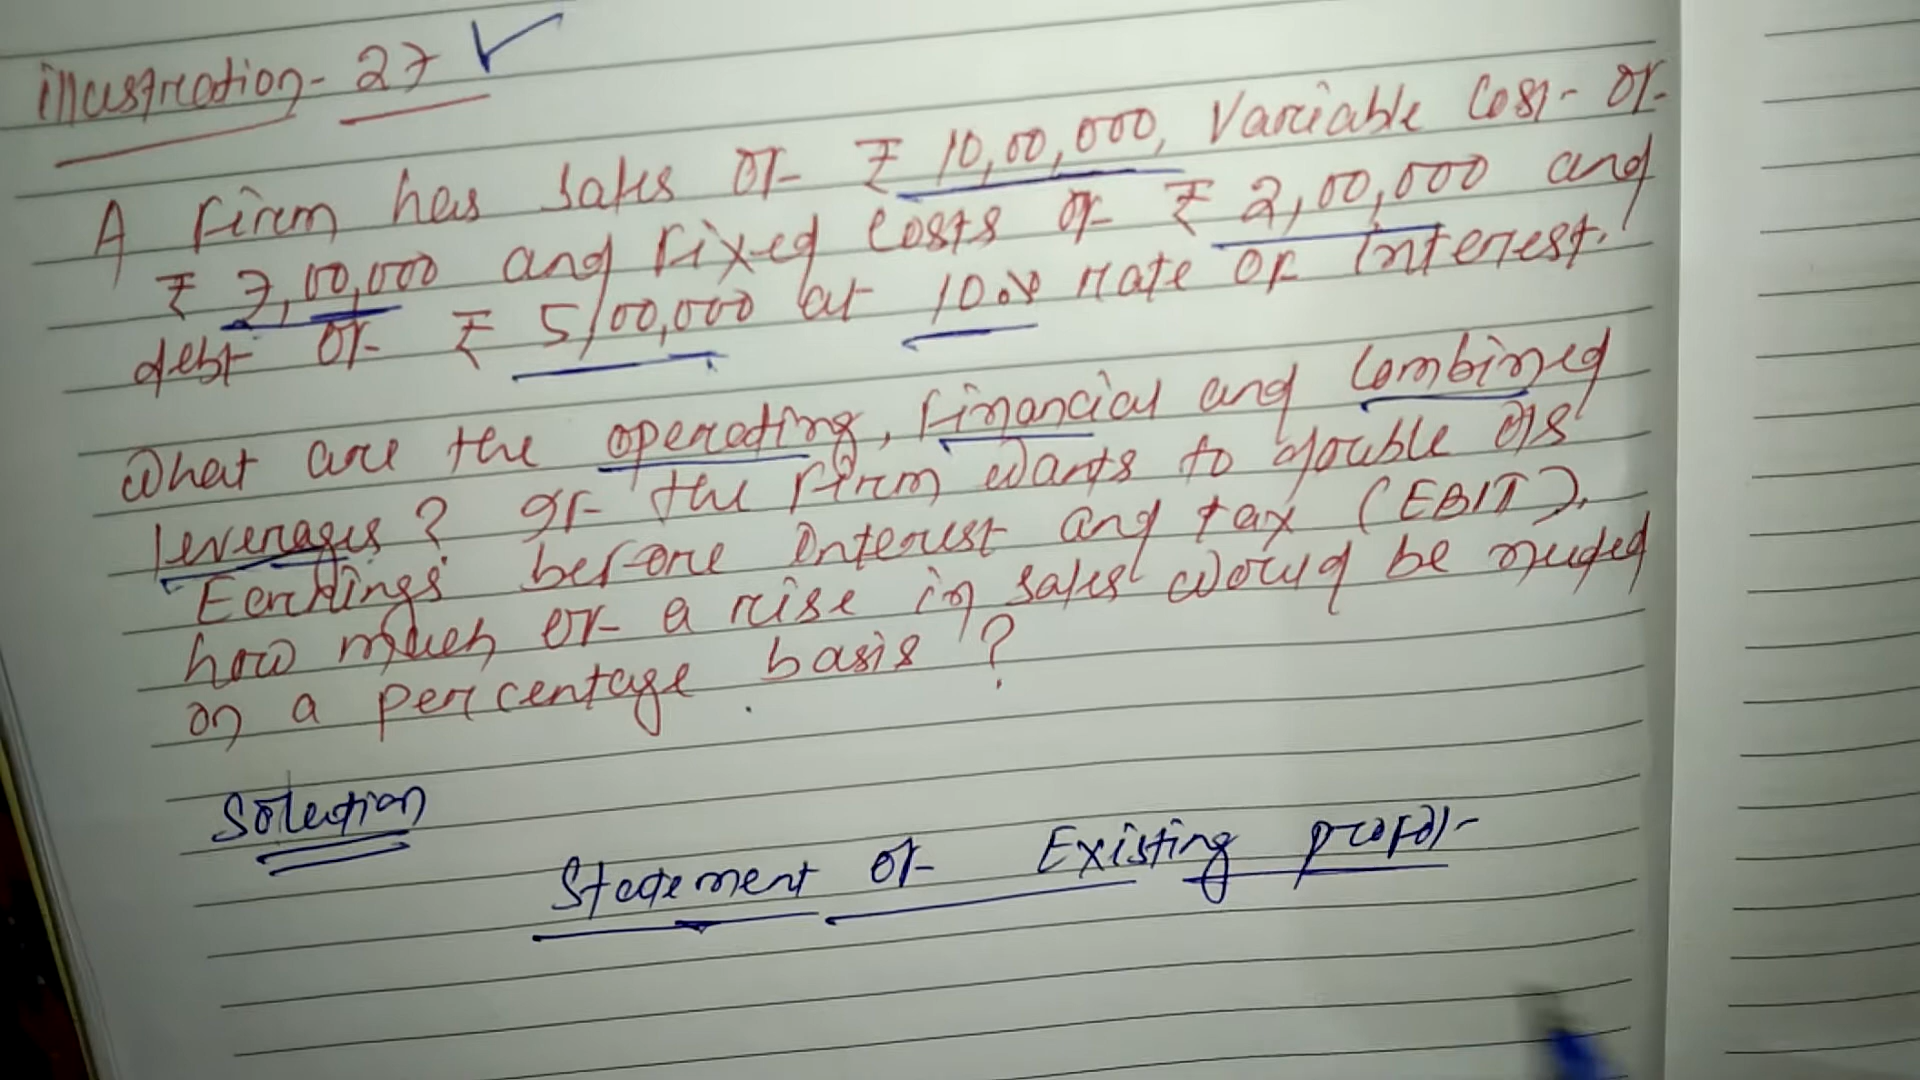 illustration - 27
A firm has sales of ₹ 10,00,000, Variable Cost of
₹ 7,00,000 and fixed costs of ₹ 2,00,000 and
debt of ₹ 5,00,000 at 10% rate of interest.
What are the operating, financial and combined
leverages? If the firm wants to double its
Earnings before interest and tax (EBIT),
how much of a rise in sales would be needed
on a percentage basis?
Solution
Statement of Existing profit